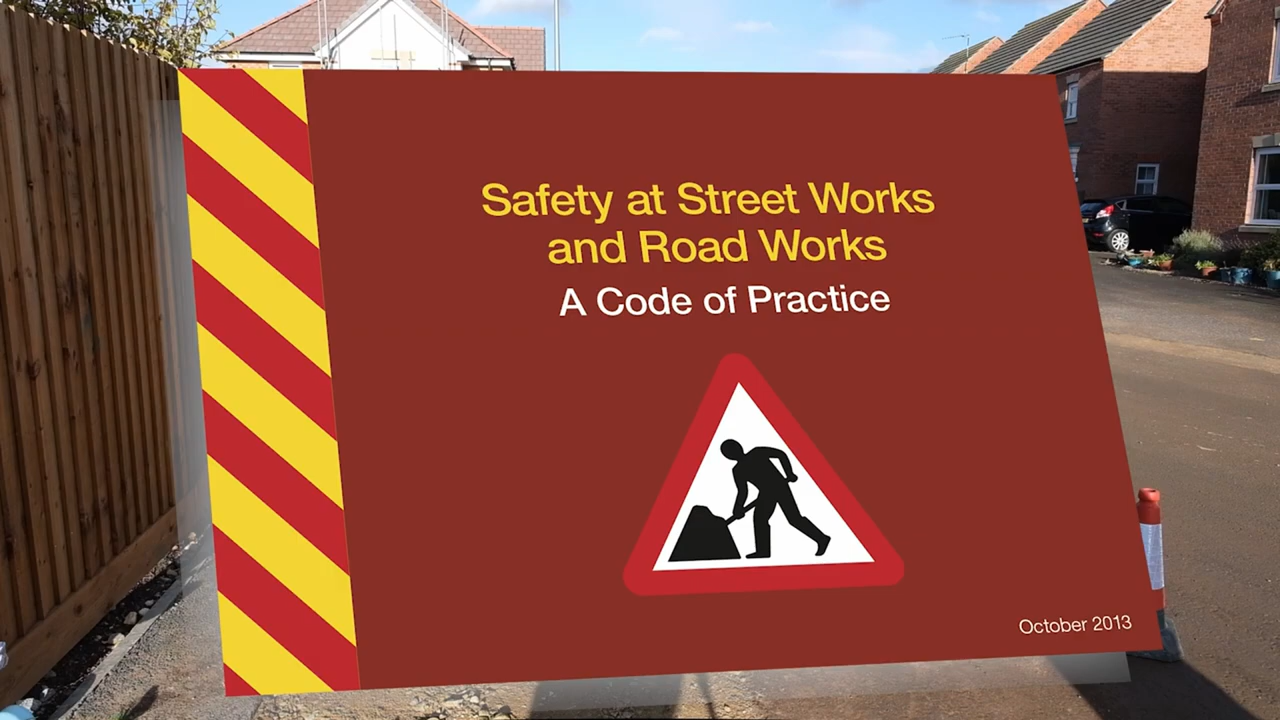 Safety at Street Works
and Road Works
A Code of Practice
October 2013